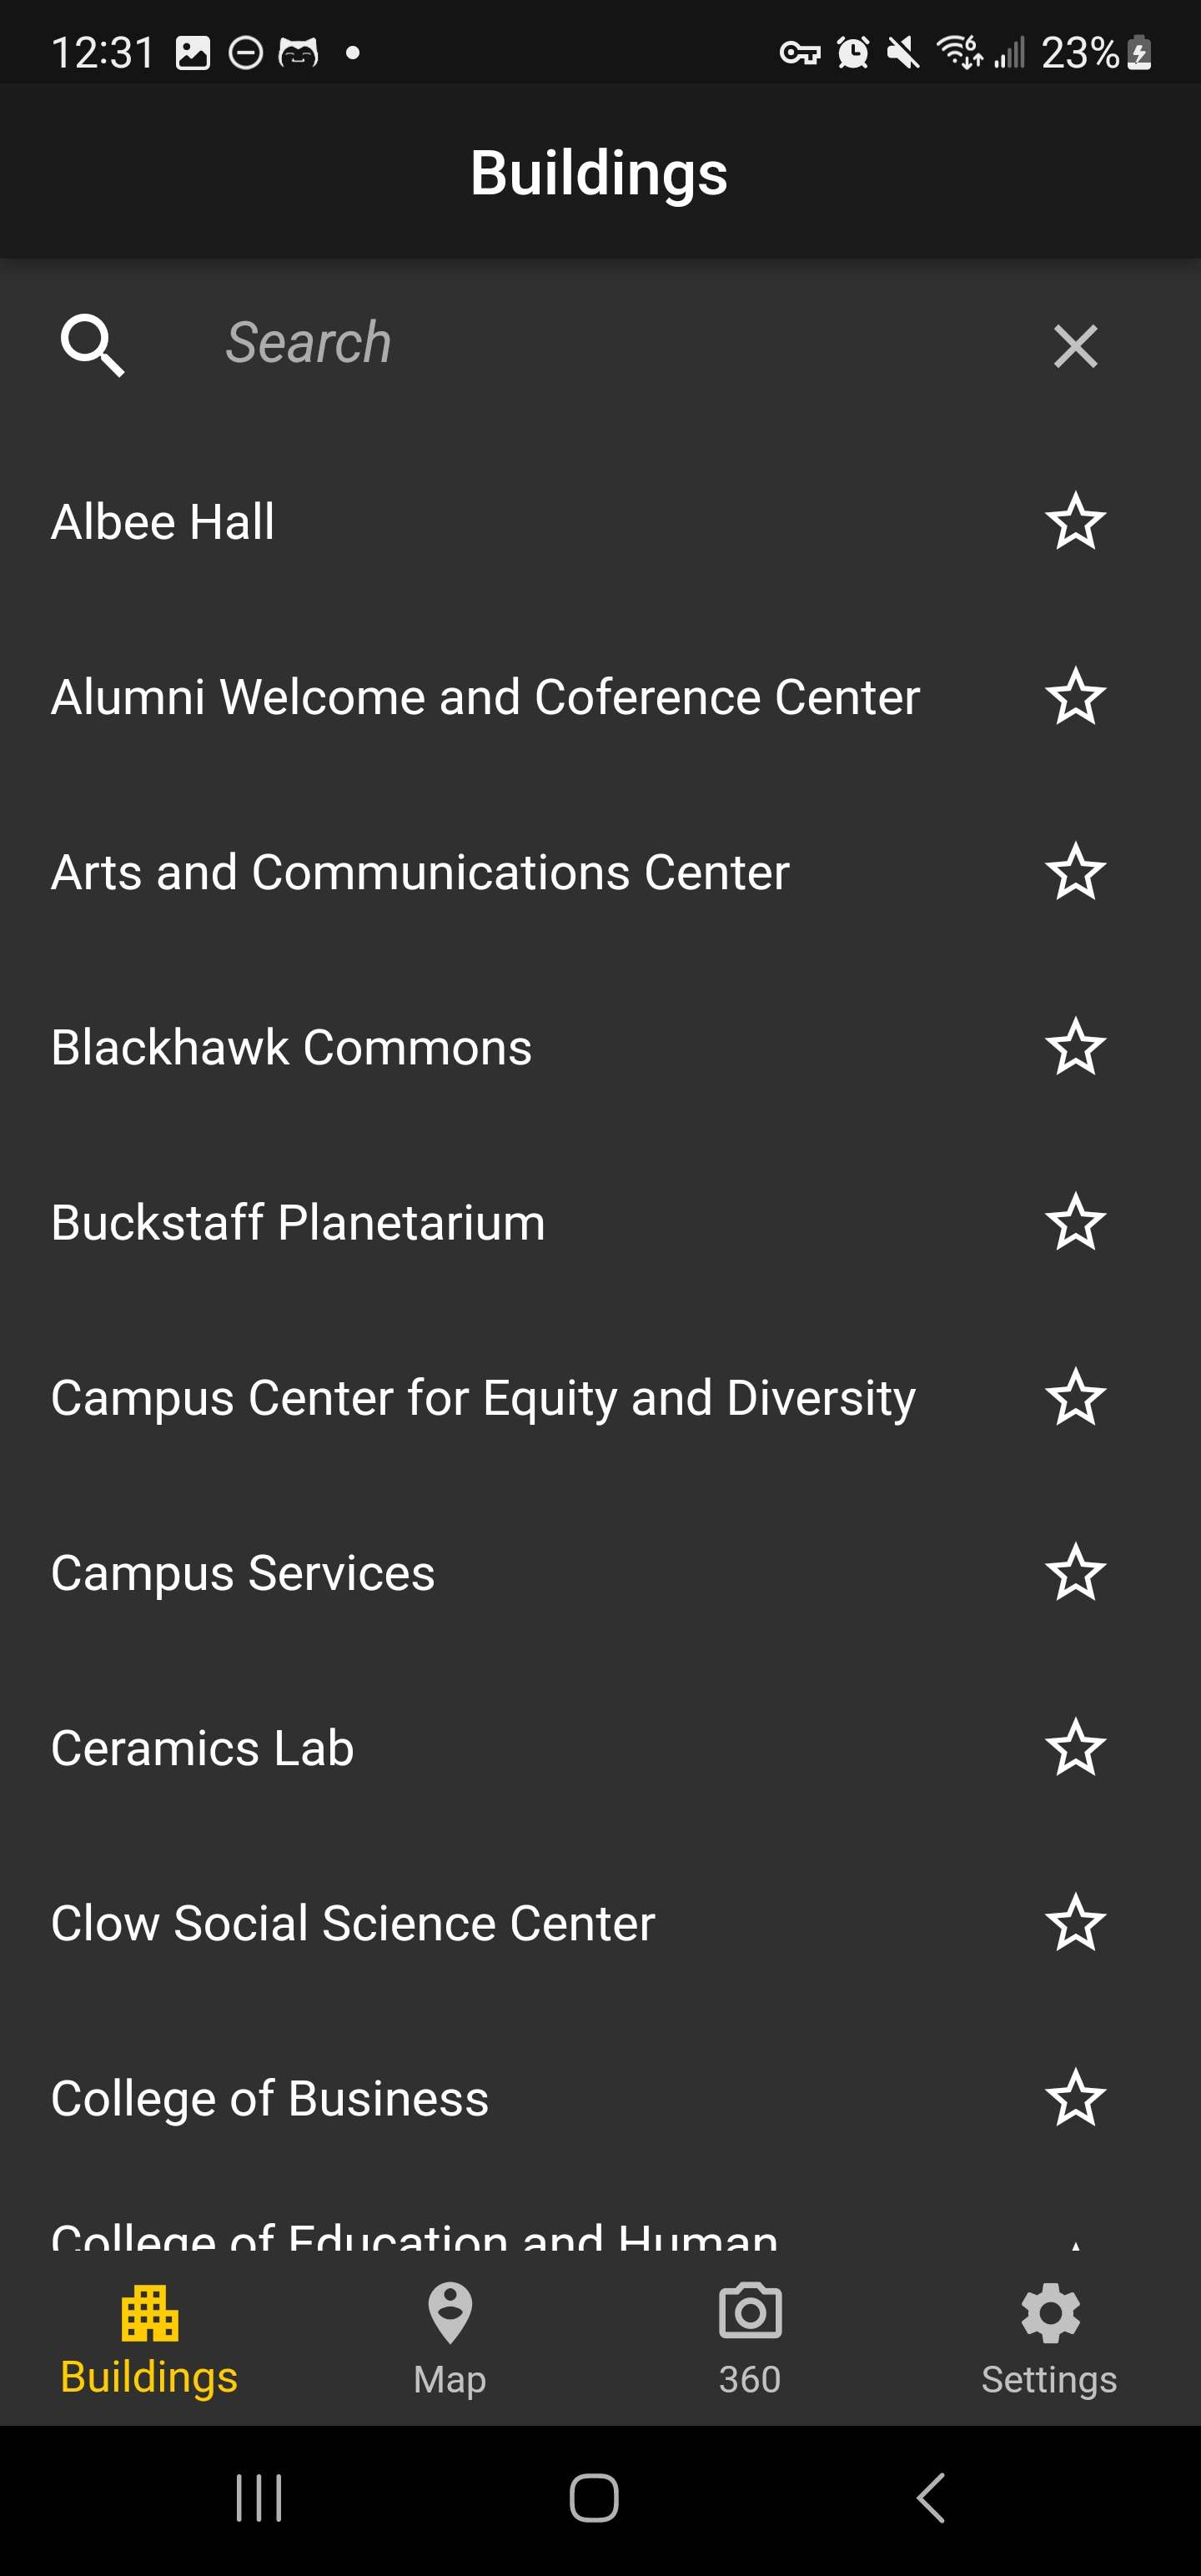 12:31
23%
Buildings
Search
Albee Hall
Alumni Welcome and Coference Center
Arts and Communications Center
Blackhawk Commons
Buckstaff Planetarium
Campus Center for Equity and Diversity
Campus Services
Ceramics Lab
Clow Social Science Center
College of Business
College of Education and Human
Buildings
Map
360
Settings